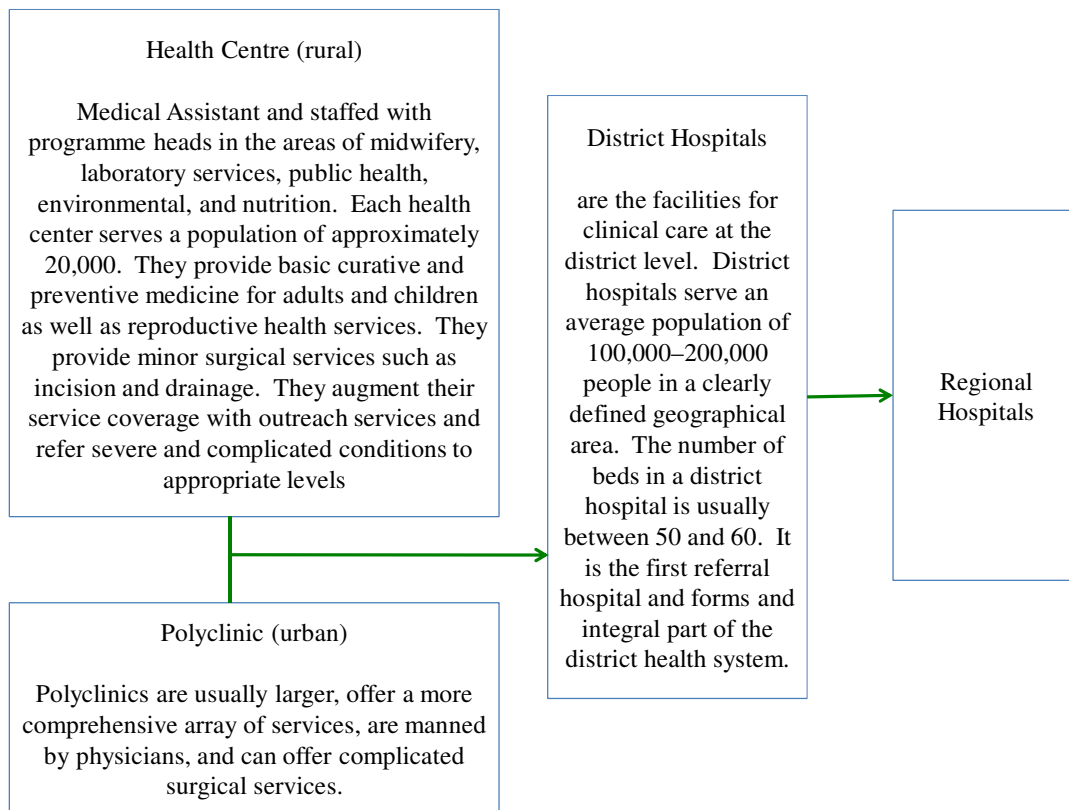 Health Centre (rural)
Medical Assistant and staffed with
programme heads in the areas of midwifery,
laboratory services, public health,
environmental, and nutrition.  Each health
center serves a population of approximately
20,000.  They provide basic curative and
preventive medicine for adults and children
as well as reproductive health services.  They
provide minor surgical services such as
incision and drainage.  They augment their
service coverage with outreach services and
refer severe and complicated conditions to
appropriate levels
Polyclinic (urban)
Polyclinics are usually larger, offer a more
comprehensive array of services, are manned
by physicians, and can offer complicated
surgical services.
District Hospitals
are the facilities for
clinical care at the
district level.  District
hospitals serve an
average population of
100,000–200,000
people in a clearly
defined geographical
area.  The number of
beds in a district
hospital is usually
between 50 and 60.  It
is the first referral
hospital and forms and
integral part of the
district health system.
Regional
Hospitals